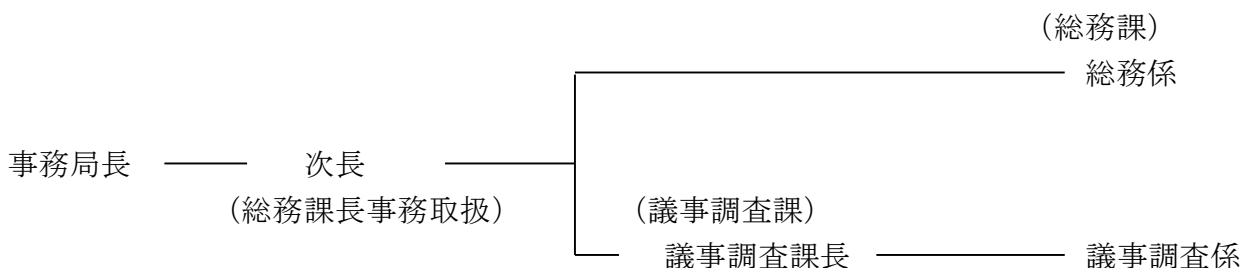 （総務課）
総務係
事務局長 次長
（総務課長事務取扱） （議事調査課）
議事調査課長 議事調査係